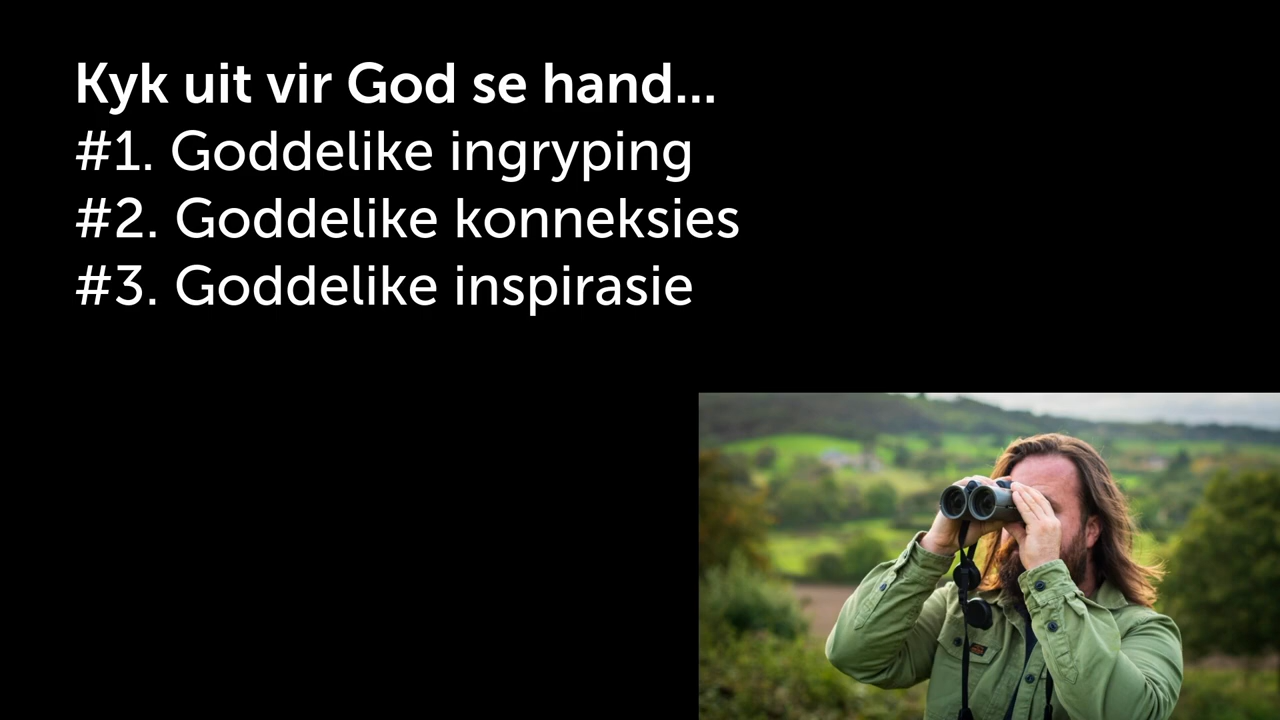 Kyk uit vir God se hand...
#1. Goddelike ingryping
#2. Goddelike konneksies
#3. Goddelike inspirasie